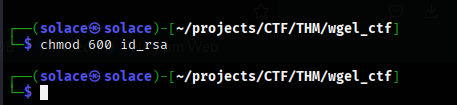 ┌──(solace㉿solace)-[~/projects/CTF/THM/wgel_ctf]
└─$ chmod 600 id_rsa
┌──(solace㉿solace)-[~/projects/CTF/THM/wgel_ctf]
└─$